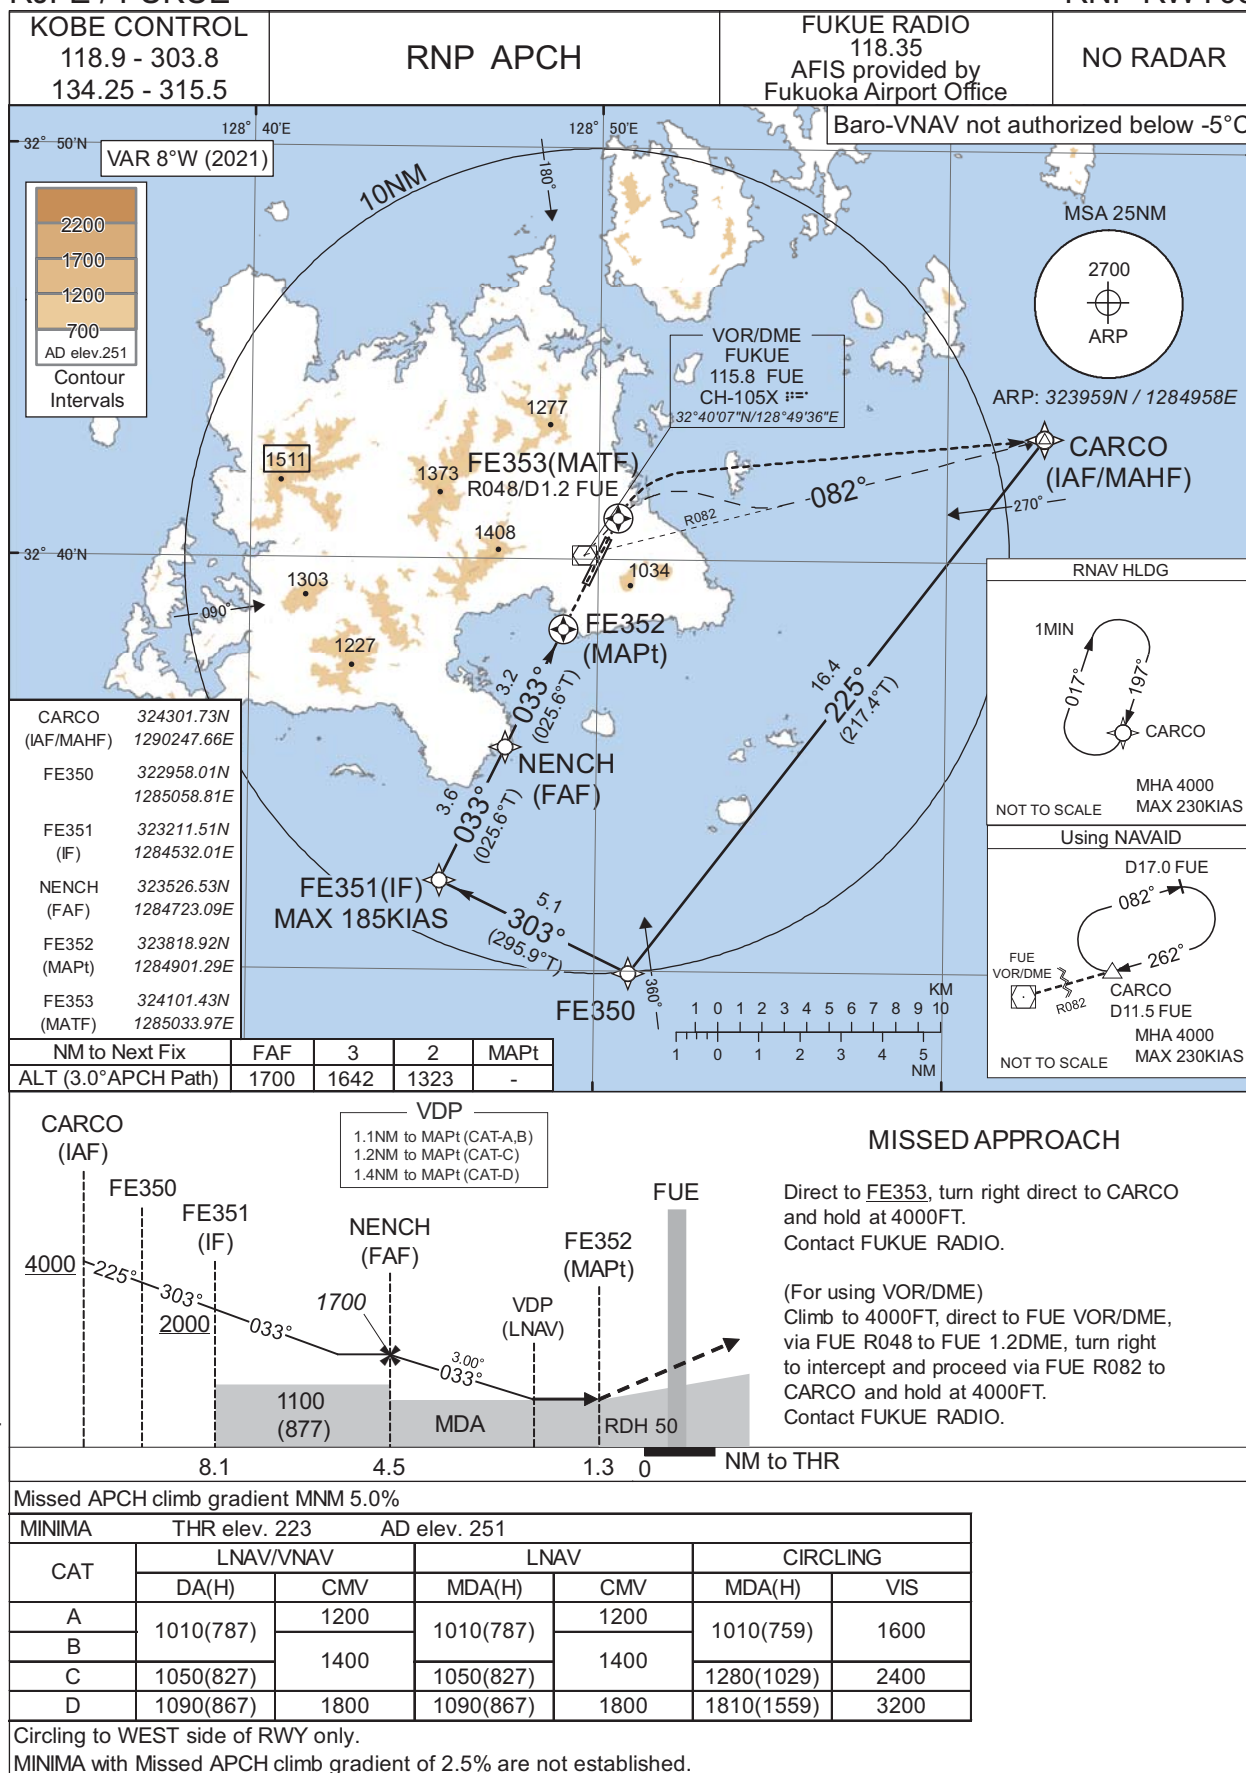 KOBE CONTROL
118.9 - 303.8
134.25 - 315.5
RNP APCH
FUKUE RADIO
118.35
AFIS provided by
Fukuoka Airport Office
NO RADAR
Baro-VNAV not authorized below -5°C
128° 40'E
128° 50'E
32° 50'N
VAR 8°W (2021)
10NM
180°
2200
1700
1200
700
AD elev.251
Contour
Intervals
MSA 25NM
2700
ARP
ARP: 323959N / 1284958E
VOR/DME
FUKUE
115.8 FUE
CH-105X
32°40'07"N/128°49'36"E
1277
1511
1373
FE353(MATF)
R048/D1.2 FUE
CARCO
(IAF/MAHF)
082°
R082
270°
1408
32° 40'N
1303
1034
090°
FE352
(MAPt)
1227
3.2
033°
(025.6°T)
16.4
225°
(217.4°T)
NENCH
(FAF)
3.6
033°
(025.6°T)
FE351(IF)
MAX 185KIAS
5.1
303°
(295.9°T)
FE350
360°
RNAV HLDG
1MIN
017°
197°
CARCO
MHA 4000
NOT TO SCALE
MAX 230KIAS
Using NAVAID
D17.0 FUE
082°
262°
FUE
VOR/DME
R082
CARCO
D11.5 FUE
MHA 4000
NOT TO SCALE
MAX 230KIAS
CARCO 324301.73N
(IAF/MAHF) 1290247.66E
FE350 322958.01N
1285058.81E
FE351 323211.51N
(IF) 1284532.01E
NENCH 323526.53N
(FAF) 1284723.09E
FE352 323818.92N
(MAPt) 1284901.29E
FE353 324101.43N
(MATF) 1285033.97E
KM
1 0 1 2 3 4 5 6 7 8 9 10
1 0 1 2 3 4 5
NM
NM to Next Fix FAF 3 2 MAPt
ALT (3.0°APCH Path) 1700 1642 1323 -
VDP
1.1NM to MAPt (CAT-A,B)
1.2NM to MAPt (CAT-C)
1.4NM to MAPt (CAT-D)
CARCO
(IAF)
FE350
FE351
(IF)
NENCH
(FAF)
FE352
(MAPt)
FUE
4000
225°
303°
2000
033°
1700
VDP
(LNAV)
3.00°
033°
1100
(877)
MDA
RDH 50
8.1 4.5 1.3 0 NM to THR
MISSED APPROACH
Direct to FE353, turn right direct to CARCO
and hold at 4000FT.
Contact FUKUE RADIO.
(For using VOR/DME)
Climb to 4000FT, direct to FUE VOR/DME,
via FUE R048 to FUE 1.2DME, turn right
to intercept and proceed via FUE R082 to
CARCO and hold at 4000FT.
Contact FUKUE RADIO.
Missed APCH climb gradient MNM 5.0%
MINIMA THR elev. 223 AD elev. 251
CAT LNAV/VNAV LNAV CIRCLING
DA(H) CMV MDA(H) CMV MDA(H) VIS
A 1010(787) 1200 1010(787) 1200 1010(759) 1600
B 1400 1400
C 1050(827) 1050(827) 1280(1029) 2400
D 1090(867) 1800 1090(867) 1800 1810(1559) 3200
Circling to WEST side of RWY only.
MINIMA with Missed APCH climb gradient of 2.5% are not established.